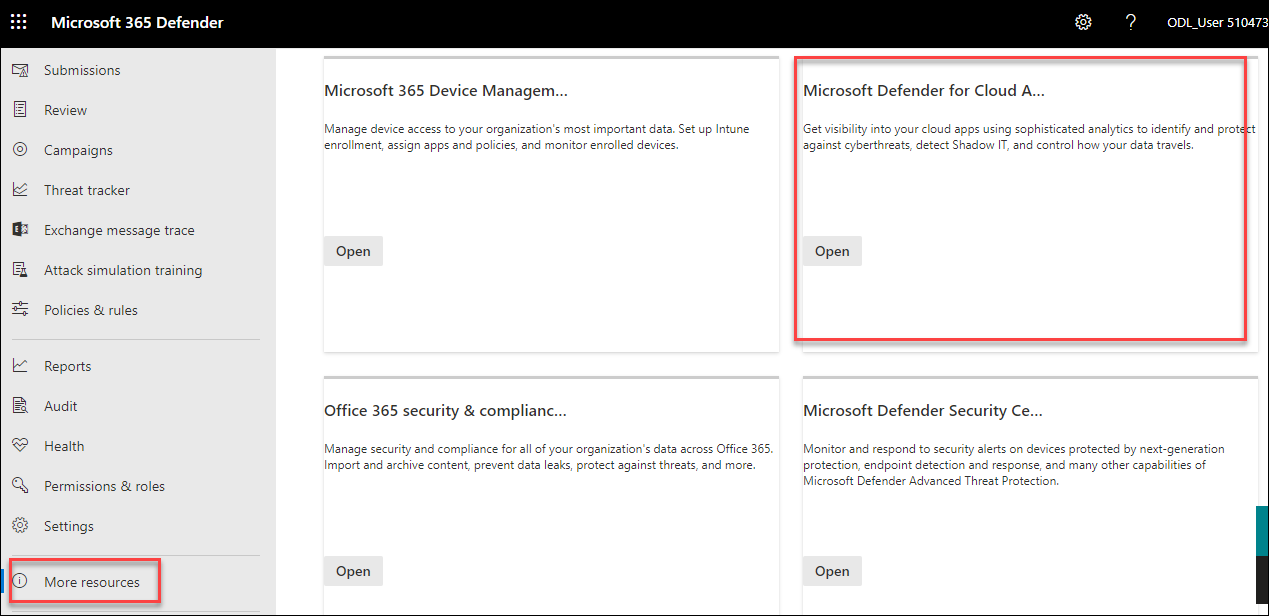 Microsoft 365 Defender
? ODL_User 510473
Submissions
Review
Campaigns
Threat tracker
Exchange message trace
Attack simulation training
Policies & rules
Reports
Audit
Health
Permissions & roles
Settings
More resources
Microsoft 365 Device Managem...
Manage device access to your organization's most important data. Set up Intune
enrollment, assign apps and policies, and monitor enrolled devices.
Open
Microsoft Defender for Cloud A...
Get visibility into your cloud apps using sophisticated analytics to identify and protect
against cyberthreats, detect Shadow IT, and control how your data travels.
Open
Office 365 security & complianc...
Manage security and compliance for all of your organization's data across Office 365.
Import and archive content, prevent data leaks, protect against threats, and more.
Open
Microsoft Defender Security Ce...
Monitor and respond to security alerts on devices protected by next-generation
protection, endpoint detection and response, and many other capabilities of
Microsoft Defender Advanced Threat Protection.
Open